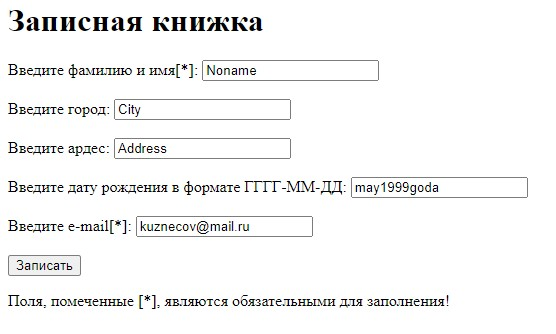 Записная книжка
Введите фамилию и имя[*]: Noname
Введите город: City
Введите ардес: Address
Введите дату рождения в формате ГГГГ-ММ-ДД: may1999goda
Введите e-mail[*]: kuznecov@mail.ru
Записать
Поля, помеченные [*], являются обязательными для заполнения!